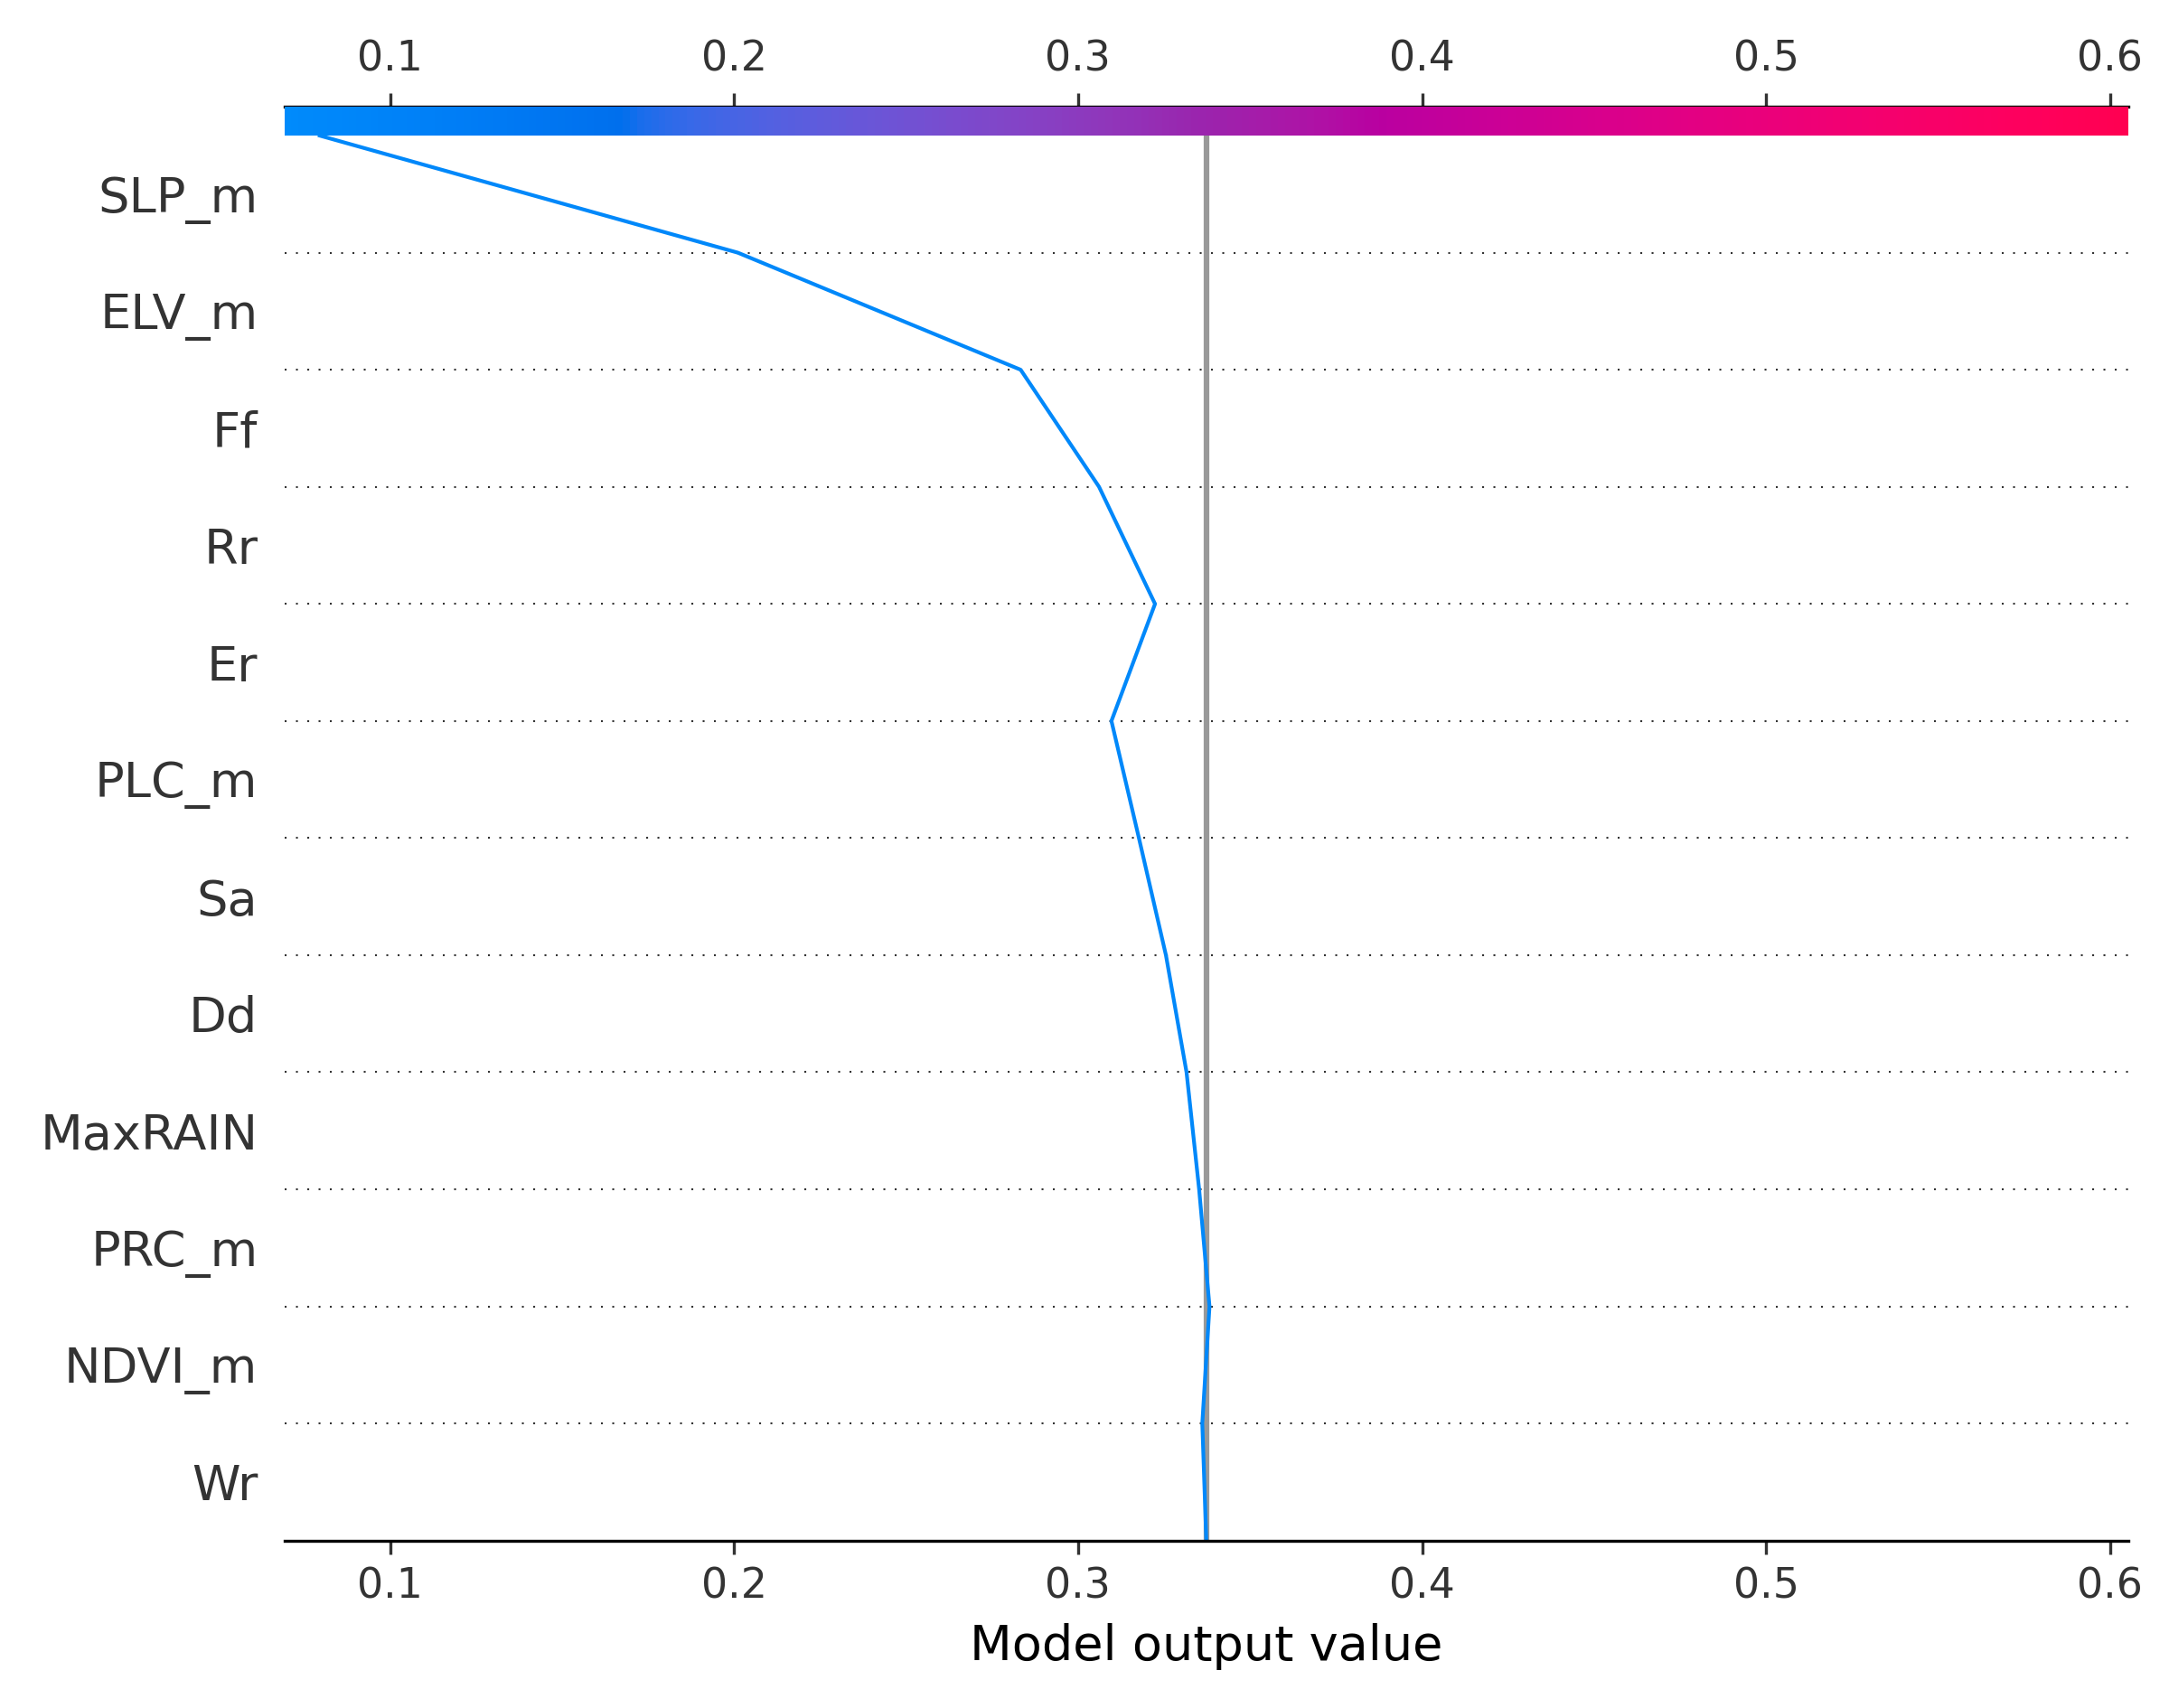 0.1 0.2 0.3 0.4 0.5 0.6
SLP_m
ELV_m
Ff
Rr
Er
PLC_m
Sa
Dd
MaxRAIN
PRC_m
NDVI_m
Wr
0.1 0.2 0.3 0.4 0.5 0.6
Model output value